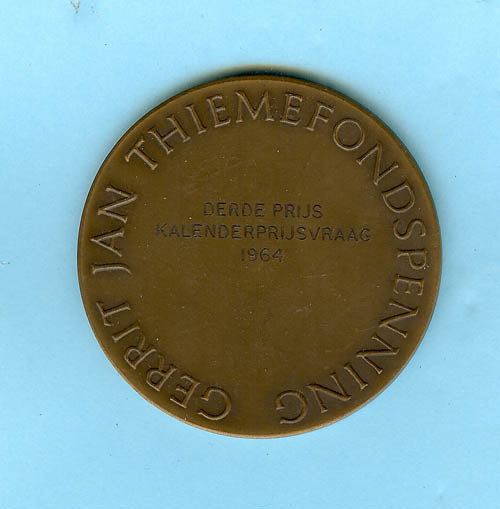 GERRIT JAN THIEMEFONDSPENNING
DERDE PRIJS
KALENDERPRIJSVRAAG
1964